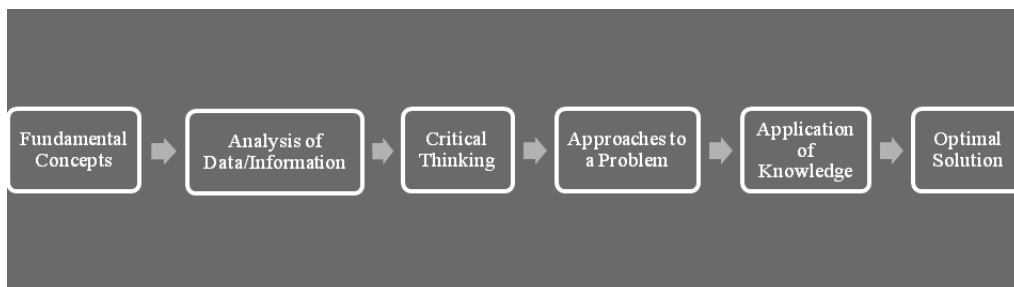 Fundamental
Concepts
Analysis of
Data/Information
Critical
Thinking
Approaches to
a Problem
Application
of
Knowledge
Optimal
Solution